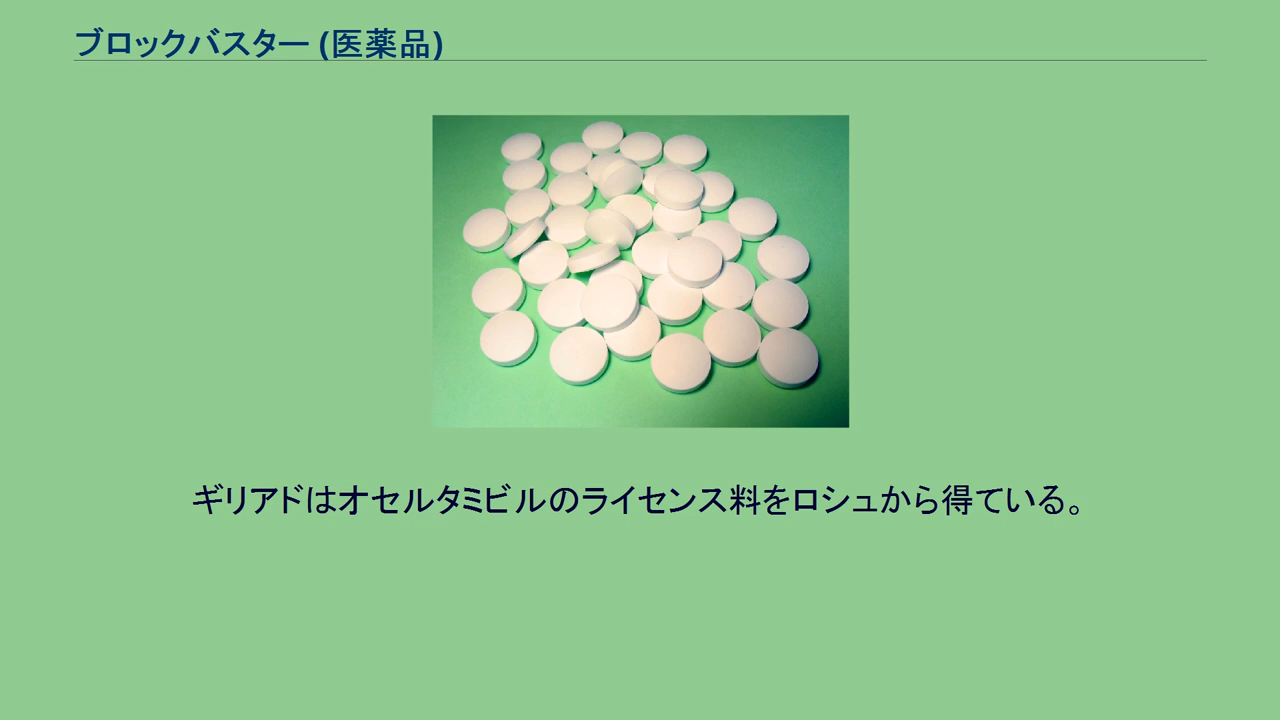 ブロックバスター (医薬品)
ギリアドはオセルタミビルのライセンス料をロシュから得ている。